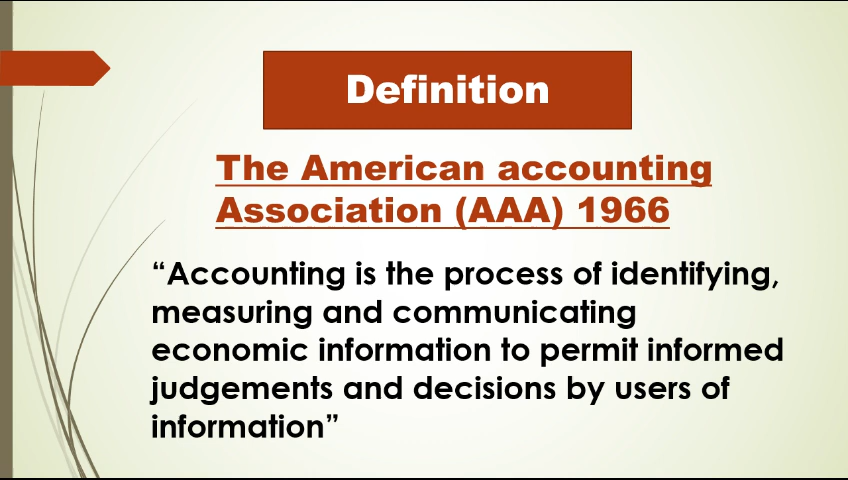 Definition
The American accounting
Association (AAA) 1966
“Accounting is the process of identifying,
measuring and communicating
economic information to permit informed
judgements and decisions by users of
information”